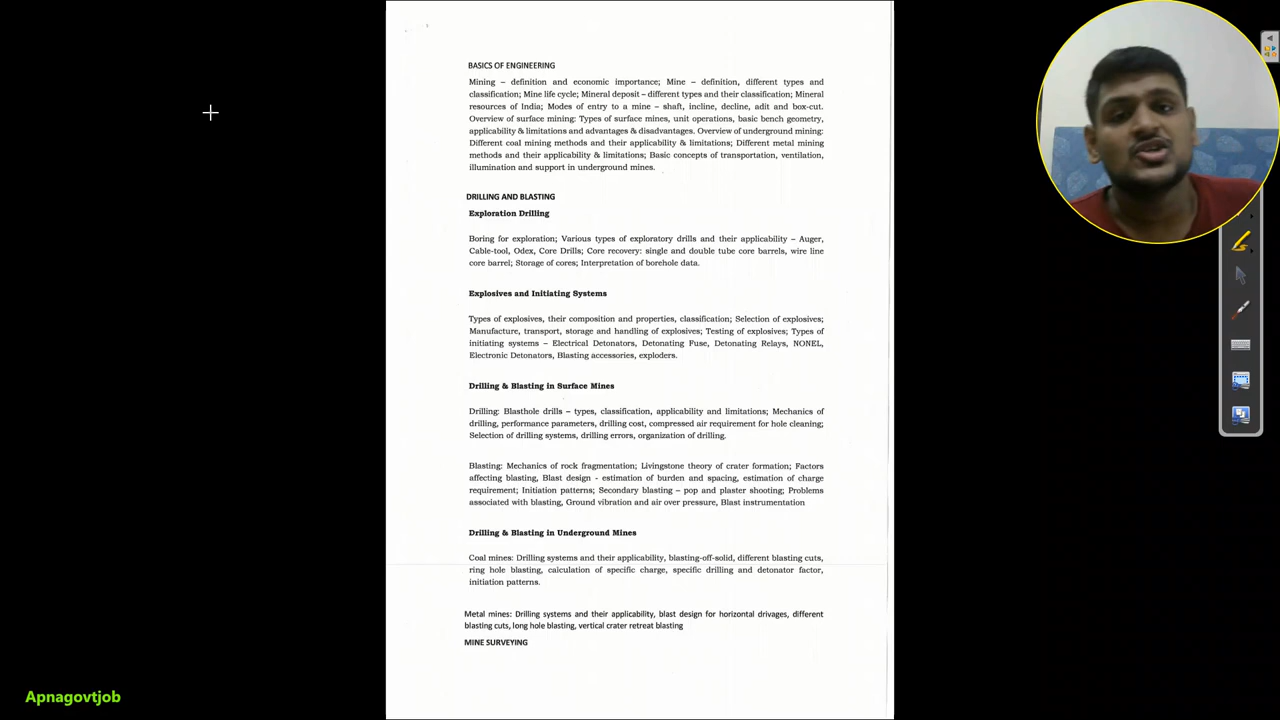 BASICS OF ENGINEERING
Mining – definition and economic importance; Mine – definition, different types and
classification; Mine life cycle; Mineral deposit – different types and their classification; Mineral
resources of India; Modes of entry to a mine – shaft, incline, decline, adit and box-cut.
Overview of surface mining: Types of surface mines, unit operations, basic bench geometry,
applicability & limitations and advantages & disadvantages. Overview of underground mining:
Different coal mining methods and their applicability & limitations; Different metal mining
methods and their applicability & limitations; Basic concepts of transportation, ventilation,
illumination and support in underground mines.
DRILLING AND BLASTING
Exploration Drilling
Boring for exploration; Various types of exploratory drills and their applicability – Auger,
Cable-tool, Odex, Core Drills; Core recovery: single and double tube core barrels, wire line
core barrel; Storage of cores; Interpretation of borehole data.
Explosives and Initiating Systems
Types of explosives, their composition and properties, classification; Selection of explosives;
Manufacture, transport, storage and handling of explosives; Testing of explosives; Types of
initiating systems – Electrical Detonators, Detonating Fuse, Detonating Relays, NONEL,
Electronic Detonators, Blasting accessories, exploders.
Drilling & Blasting in Surface Mines
Drilling: Blasthole drills – types, classification, applicability and limitations; Mechanics of
drilling, performance parameters, drilling cost, compressed air requirement for hole cleaning;
Selection of drilling systems, drilling errors, organization of drilling.
Blasting: Mechanics of rock fragmentation; Livingstone theory of crater formation; Factors
affecting blasting, Blast design - estimation of burden and spacing, estimation of charge
requirement; Initiation patterns; Secondary blasting – pop and plaster shooting; Problems
associated with blasting, Ground vibration and air over pressure, Blast instrumentation
Drilling & Blasting in Underground Mines
Coal mines: Drilling systems and their applicability, blasting-off-solid, different blasting cuts,
ring hole blasting, calculation of specific charge, specific drilling and detonator factor,
initiation patterns.
Metal mines: Drilling systems and their applicability, blast design for horizontal drivages, different
blasting cuts, long hole blasting, vertical crater retreat blasting
MINE SURVEYING
Apnagovtjob